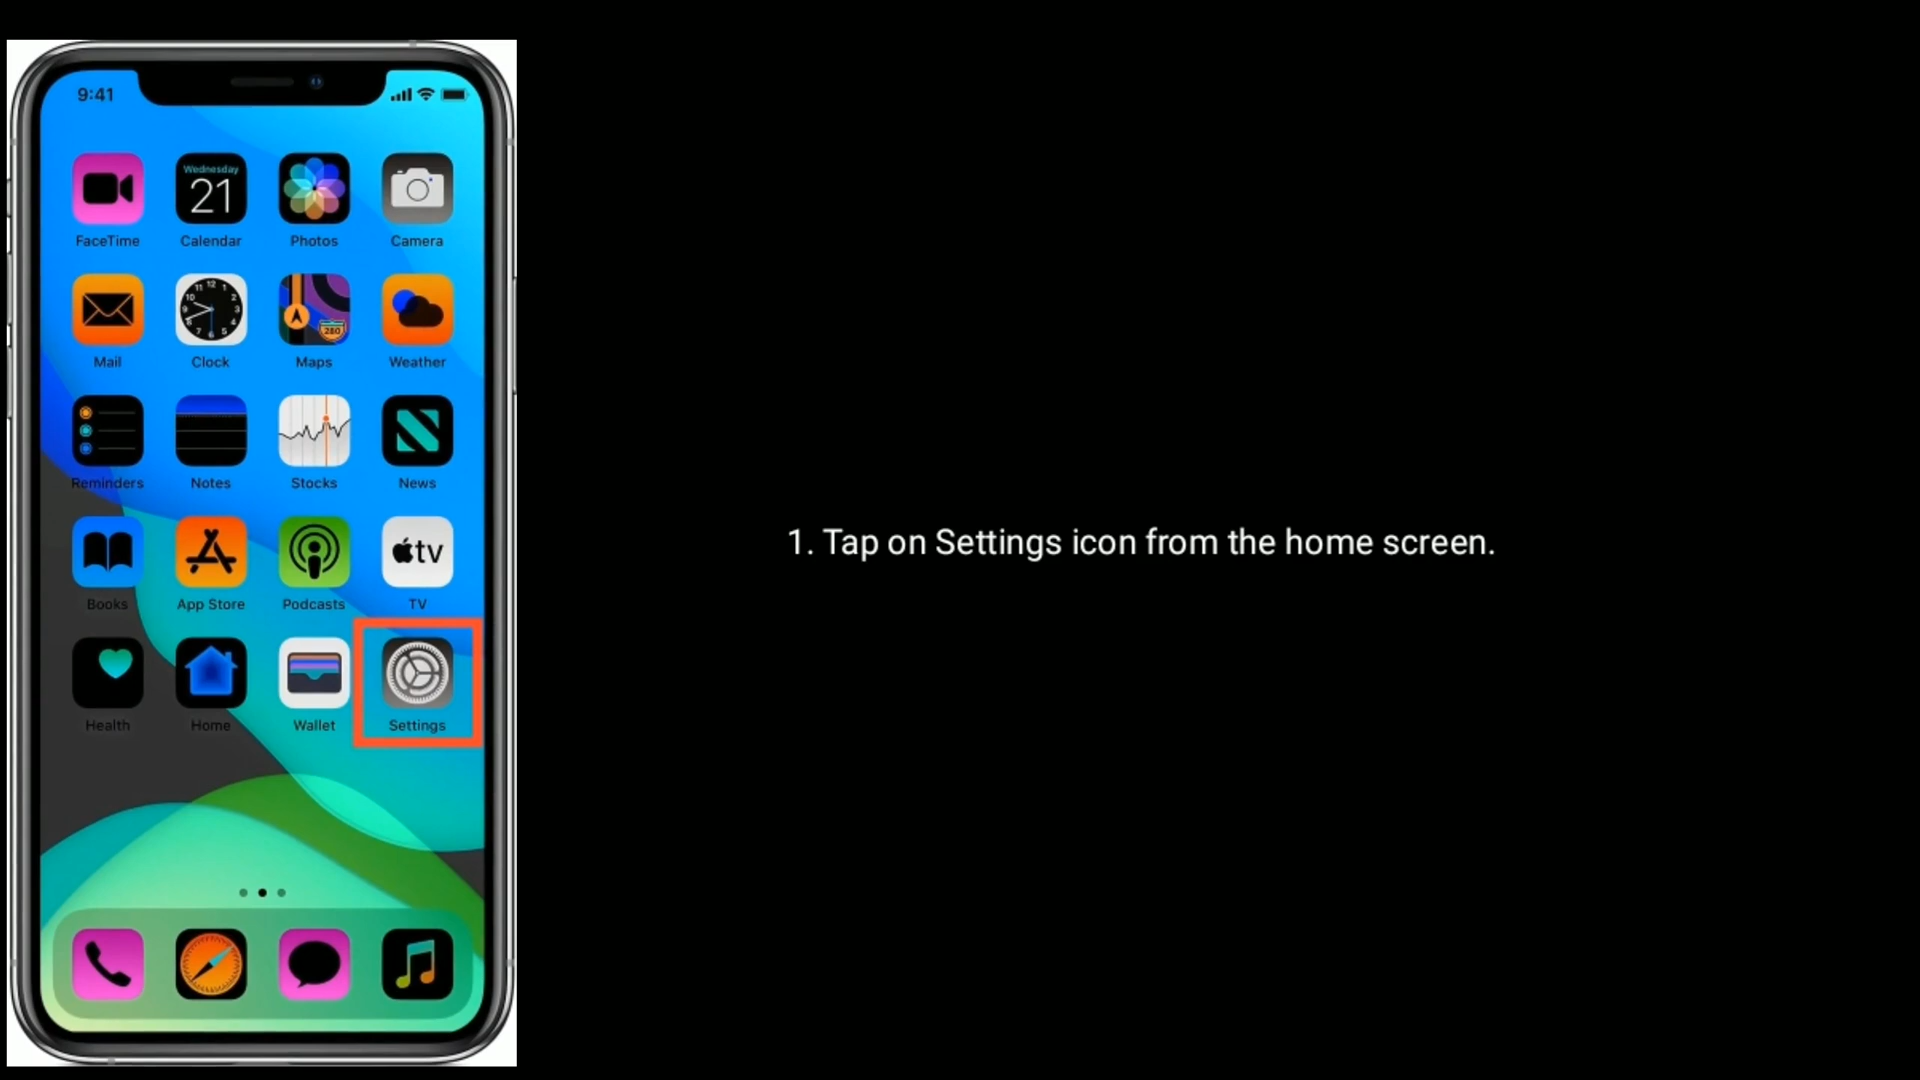 9:41
Wednesday
21
FaceTime Calendar Photos Camera
280
Mail Clock Maps Weather
Reminders Notes Stocks News
tv
Books App Store Podcasts TV
Health Home Wallet Settings
1. Tap on Settings icon from the home screen.